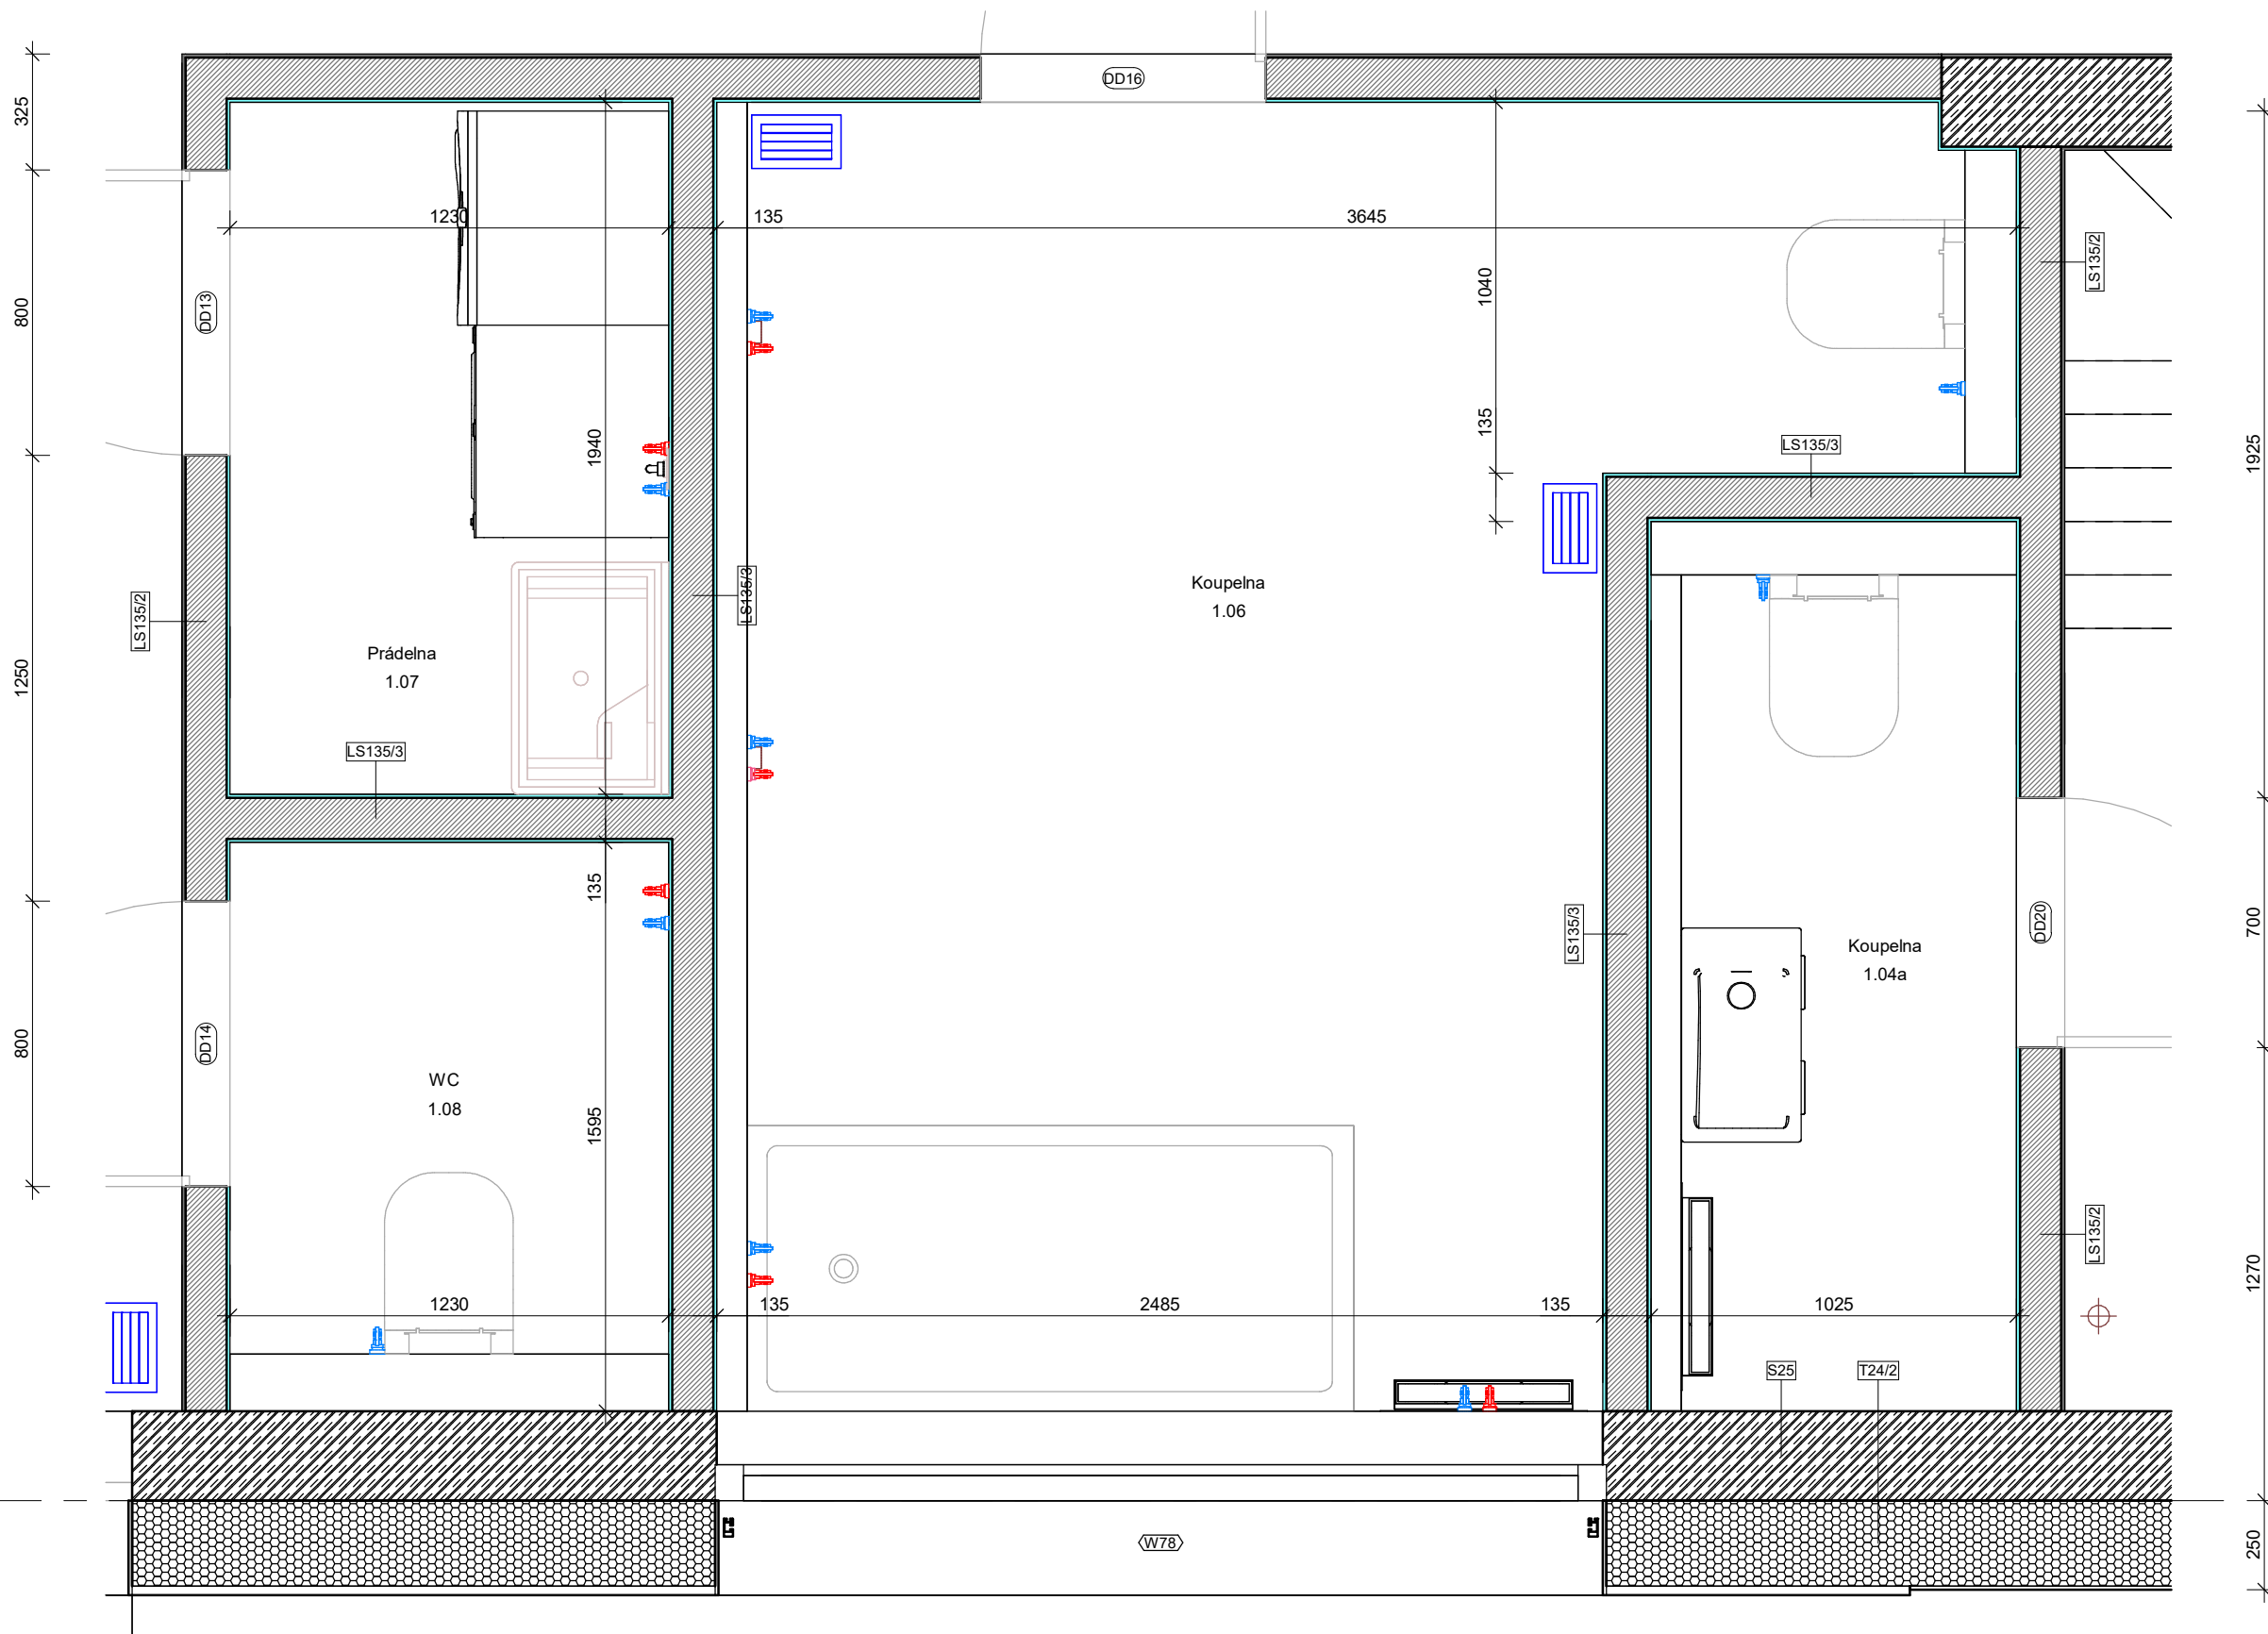 DD16
325
1230
135
3645
LS135/2
1040
800
DD13
135
LS135/3
1940
1925
Koupelna
1.06
LS135/3
LS135/2
1250
Prádelna
1.07
LS135/3
135
LS135/3
DD20
700
Koupelna
1.04a
800
DD14
WC
1.08
1595
LS135/2
1270
1230
135
2485
135
1025
S25
T24/2
W78
250